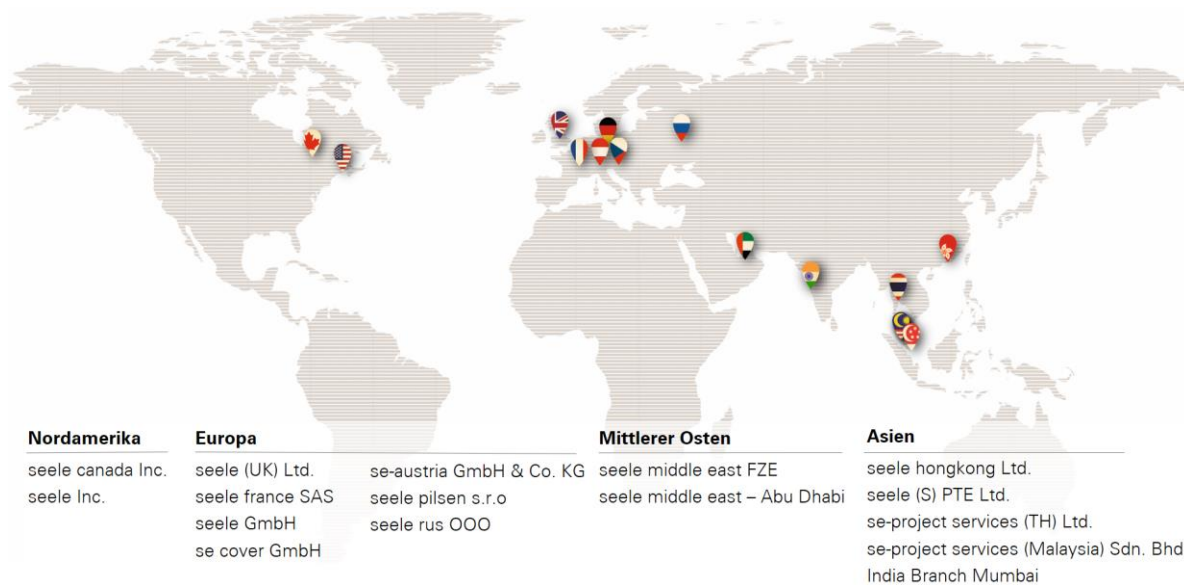 Nordamerika
seele canada Inc.
seele Inc.
Europa
seele (UK) Ltd.
seele france SAS
seele GmbH
se cover GmbH
se-austria GmbH & Co. KG
seele pilsen s.r.o
seele rus OOO
Mittlerer Osten
seele middle east FZE
seele middle east – Abu Dhabi
Asien
seele hongkong Ltd.
seele (S) PTE Ltd.
se-project services (TH) Ltd.
se-project services (Malaysia) Sdn. Bhd
India Branch Mumbai